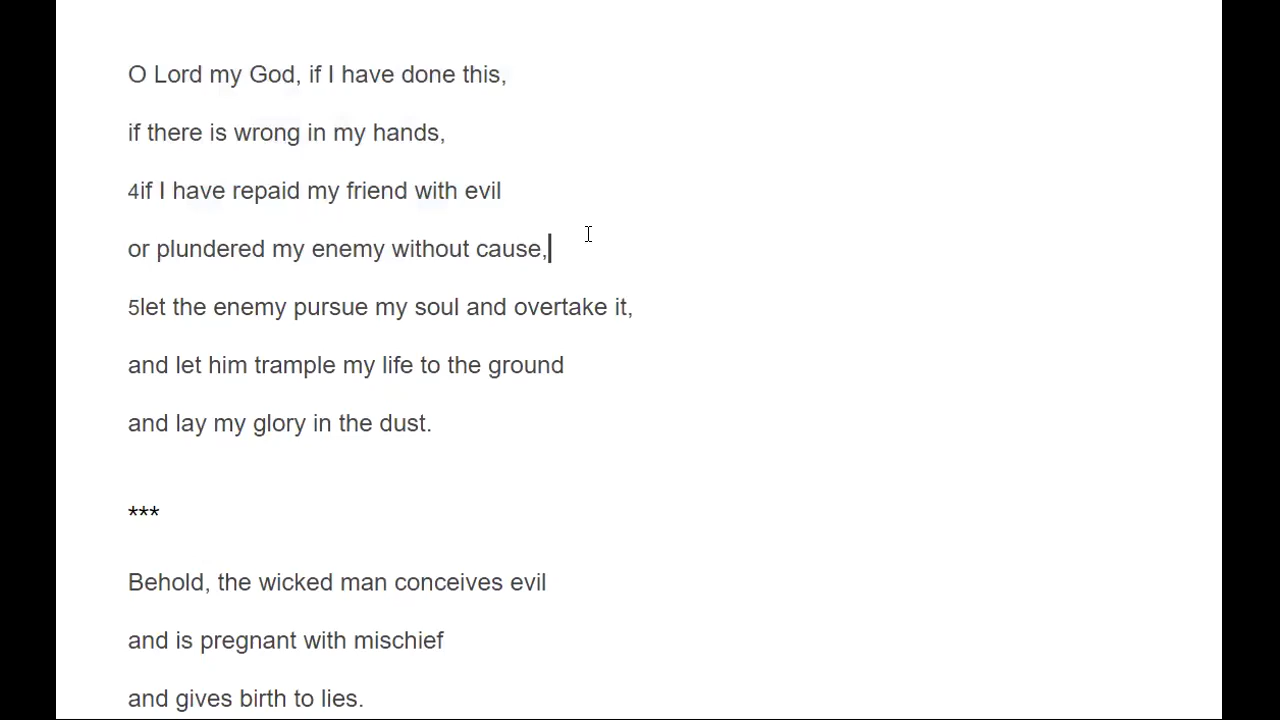 O Lord my God, if I have done this,
if there is wrong in my hands,
4if I have repaid my friend with evil
or plundered my enemy without cause,
5let the enemy pursue my soul and overtake it,
and let him trample my life to the ground
and lay my glory in the dust.
***
Behold, the wicked man conceives evil
and is pregnant with mischief
and gives birth to lies.